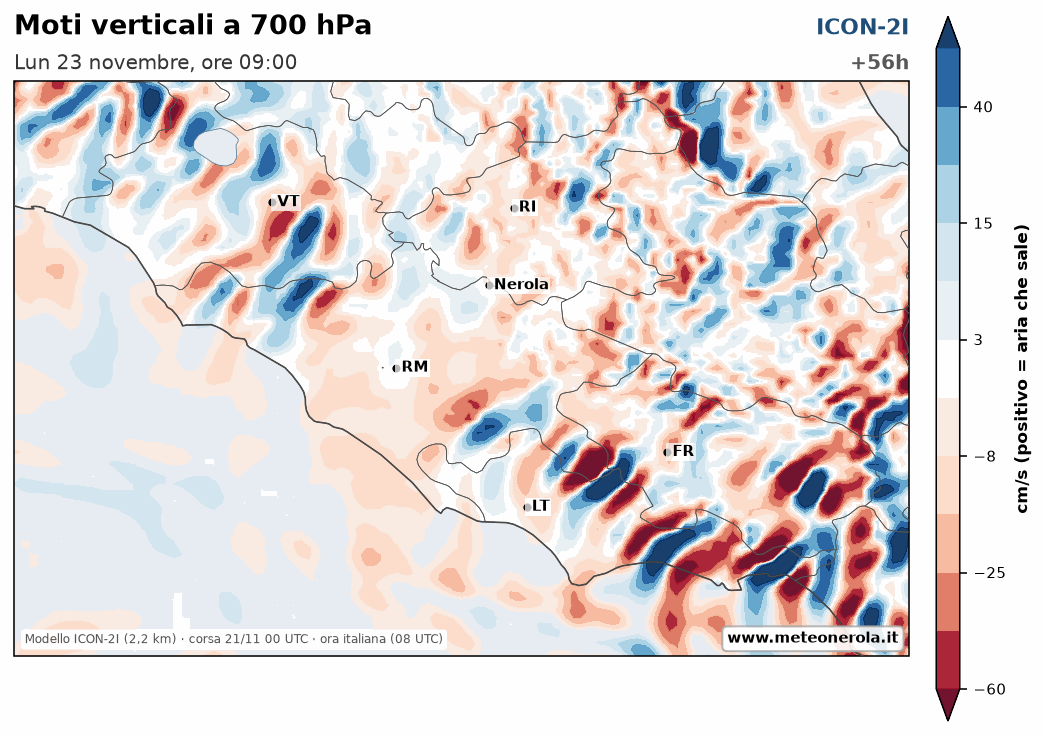 Moti verticali a 700 hPa
ICON-2I
Lun 23 novembre, ore 09:00
+56h
VT
RI
Nerola
RM
FR
LT
Modello ICON-2I (2,2 km) · corsa 21/11 00 UTC · ora italiana (08 UTC)
www.meteonerola.it
40
15
3
−8
−25
−60
cm/s (positivo = aria che sale)